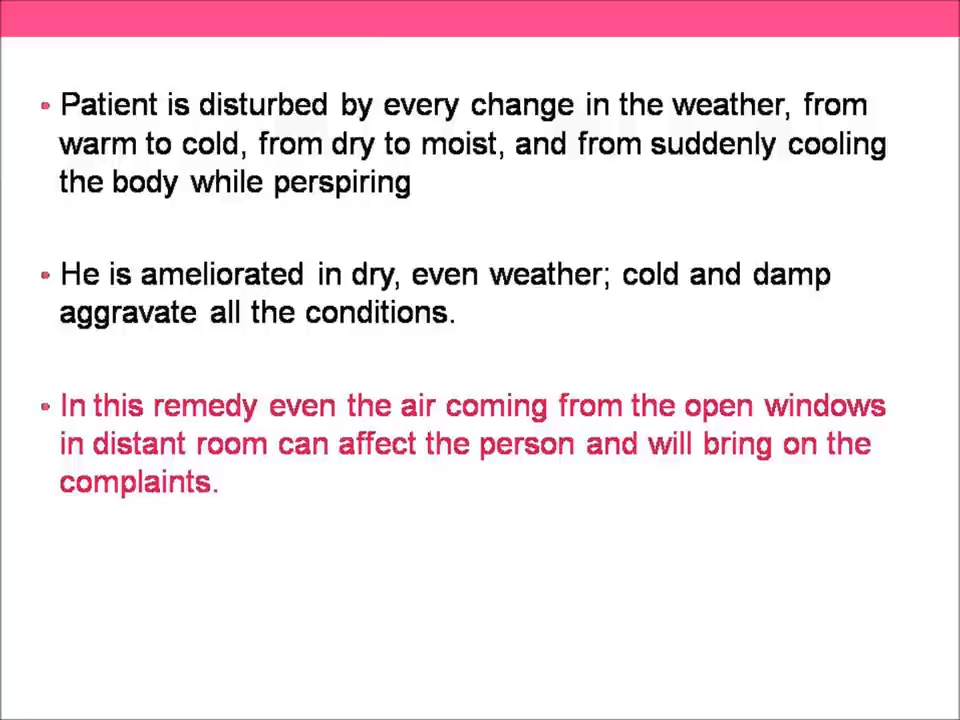 • Patient is disturbed by every change in the weather, from
warm to cold, from dry to moist, and from suddenly cooling
the body while perspiring
• He is ameliorated in dry, even weather; cold and damp
aggravate all the conditions.
• In this remedy even the air coming from the open windows
in distant room can affect the person and will bring on the
complaints.